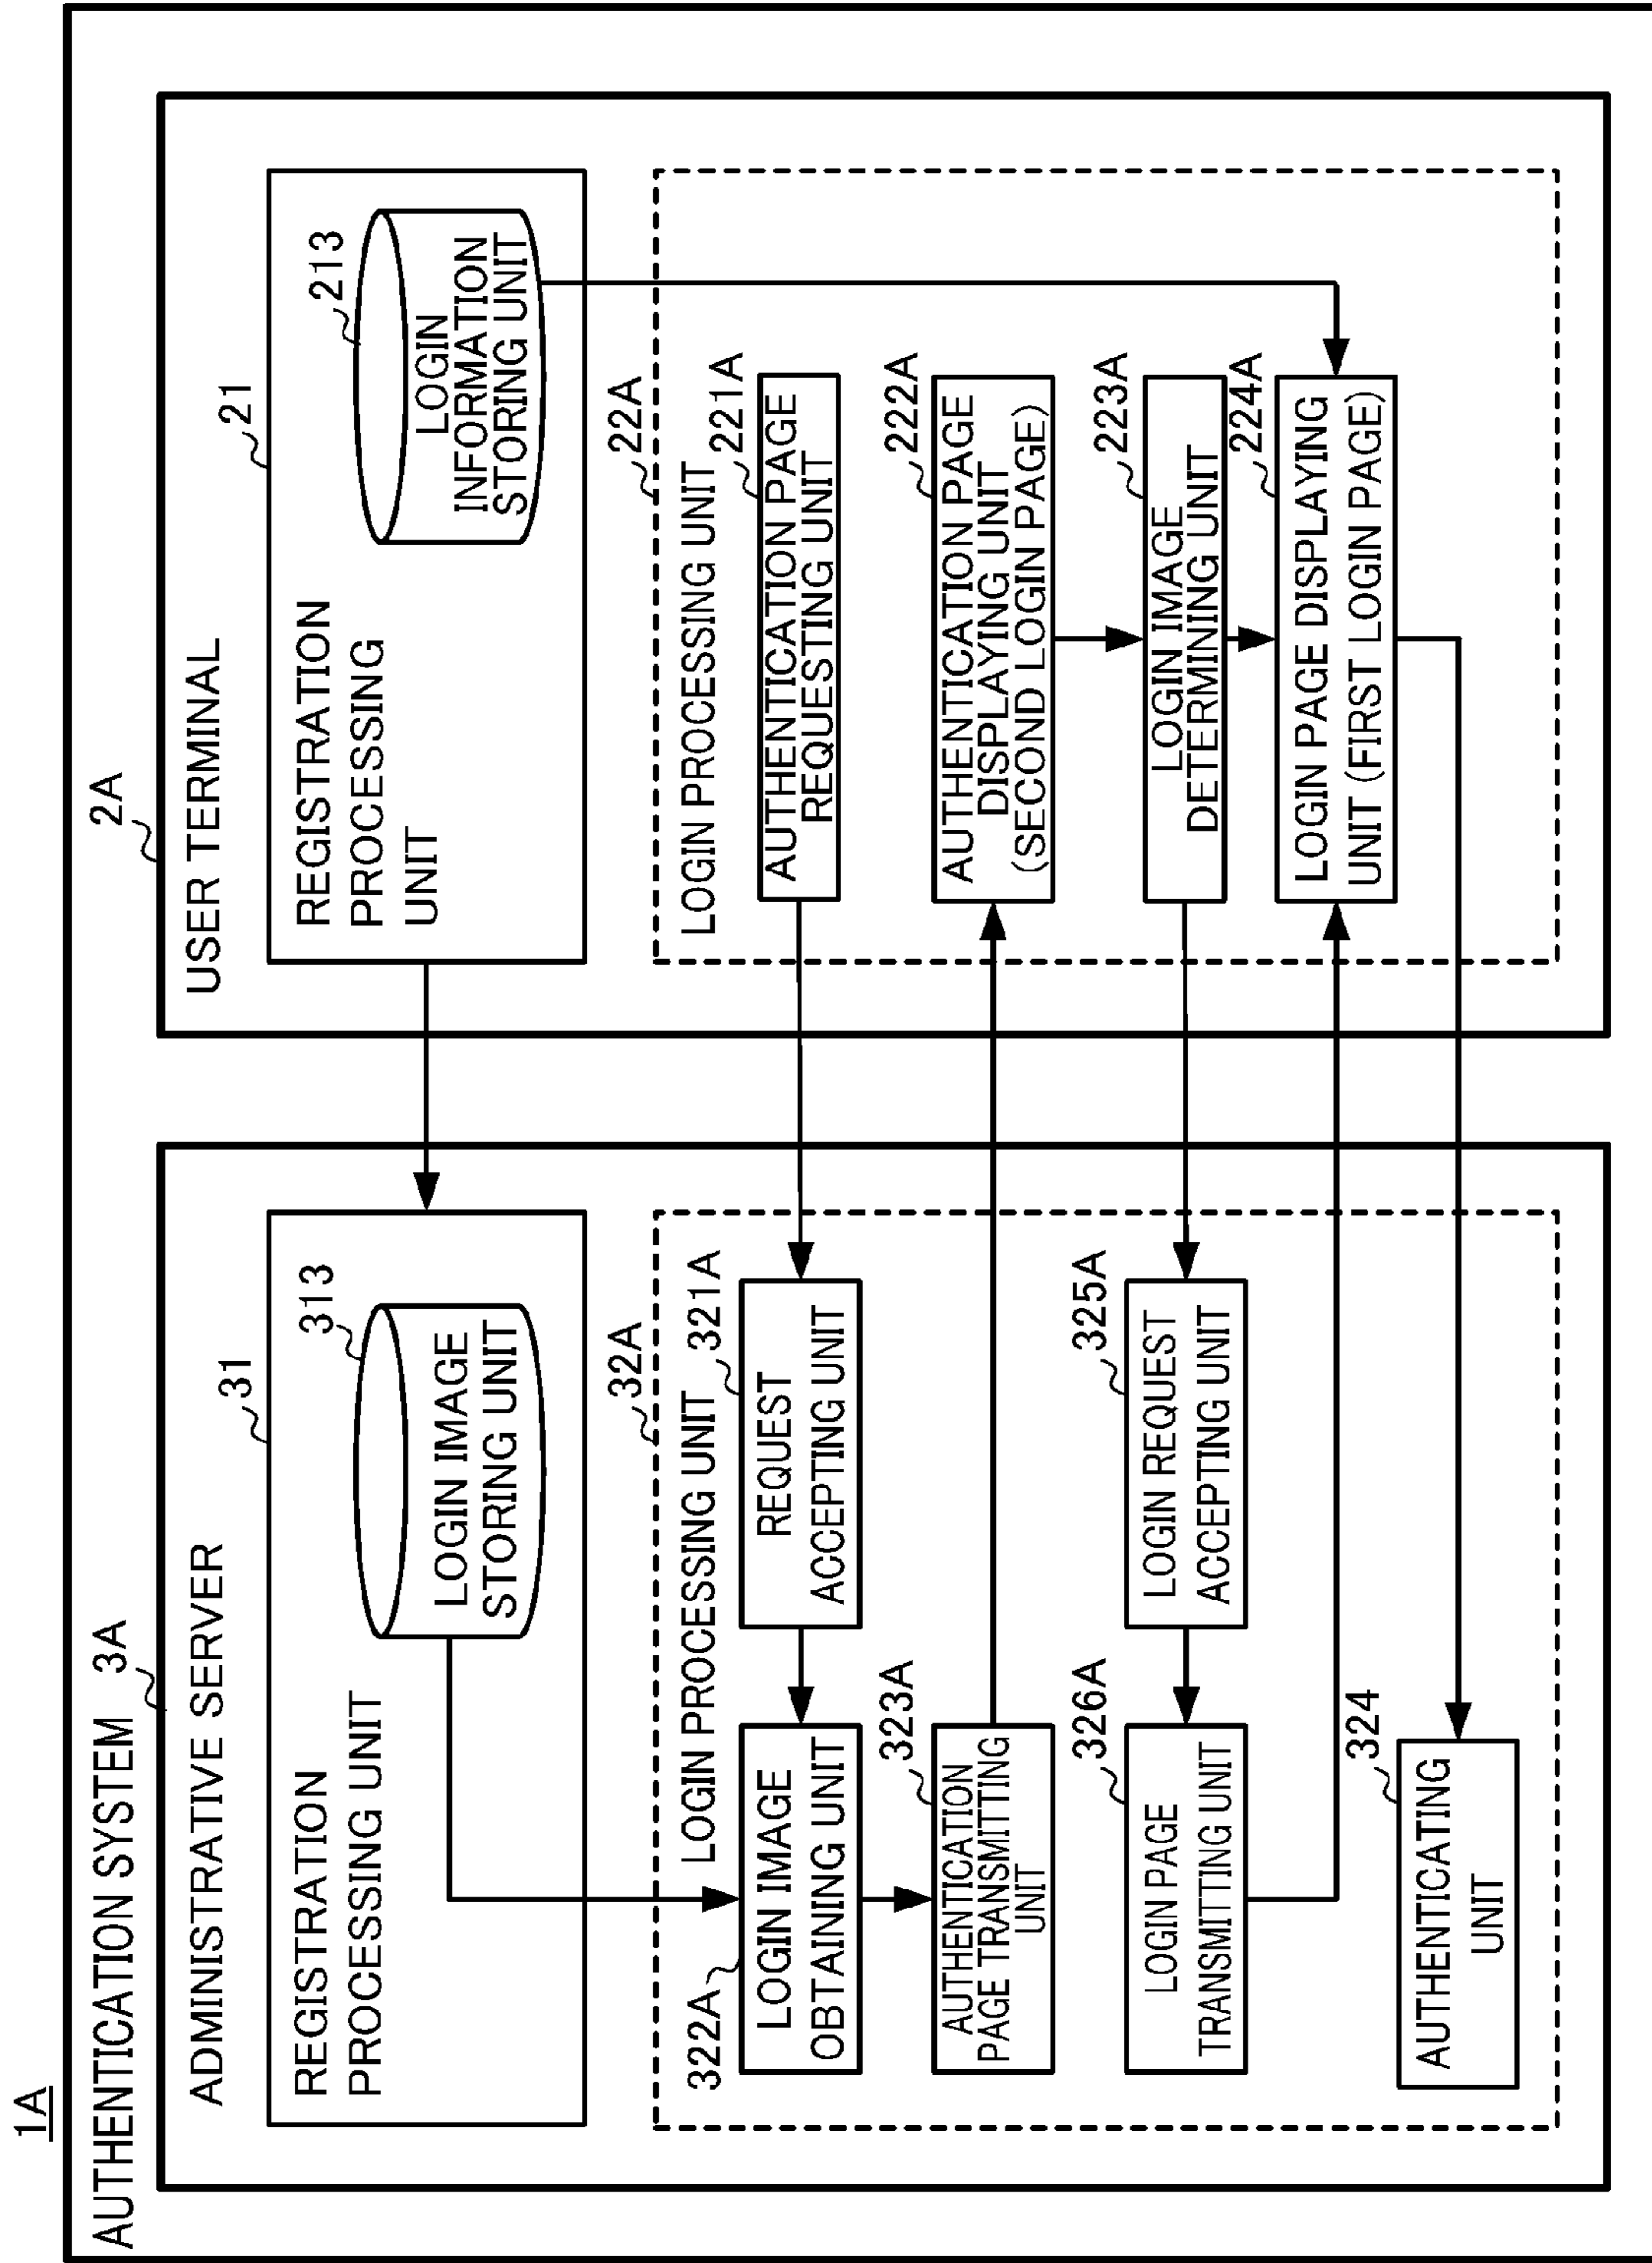 1A
AUTHENTICATION SYSTEM
3A
ADMINISTRATIVE SERVER
31
REGISTRATION
PROCESSING UNIT
313
LOGIN IMAGE
STORING UNIT
32A
LOGIN PROCESSING UNIT
321A
REQUEST
ACCEPTING UNIT
322A
LOGIN IMAGE
OBTAINING UNIT
323A
AUTHENTICATION
PAGE TRANSMITTING
UNIT
325A
LOGIN REQUEST
ACCEPTING UNIT
326A
LOGIN PAGE
TRANSMITTING UNIT
324
AUTHENTICATING
UNIT
2A
USER TERMINAL
21
REGISTRATION
PROCESSING
UNIT
213
LOGIN
INFORMATION
STORING UNIT
22A
LOGIN PROCESSING UNIT
221A
AUTHENTICATION PAGE
REQUESTING UNIT
222A
AUTHENTICATION PAGE
DISPLAYING UNIT
(SECOND LOGIN PAGE)
223A
LOGIN IMAGE
DETERMINING UNIT
224A
LOGIN PAGE DISPLAYING
UNIT (FIRST LOGIN PAGE)